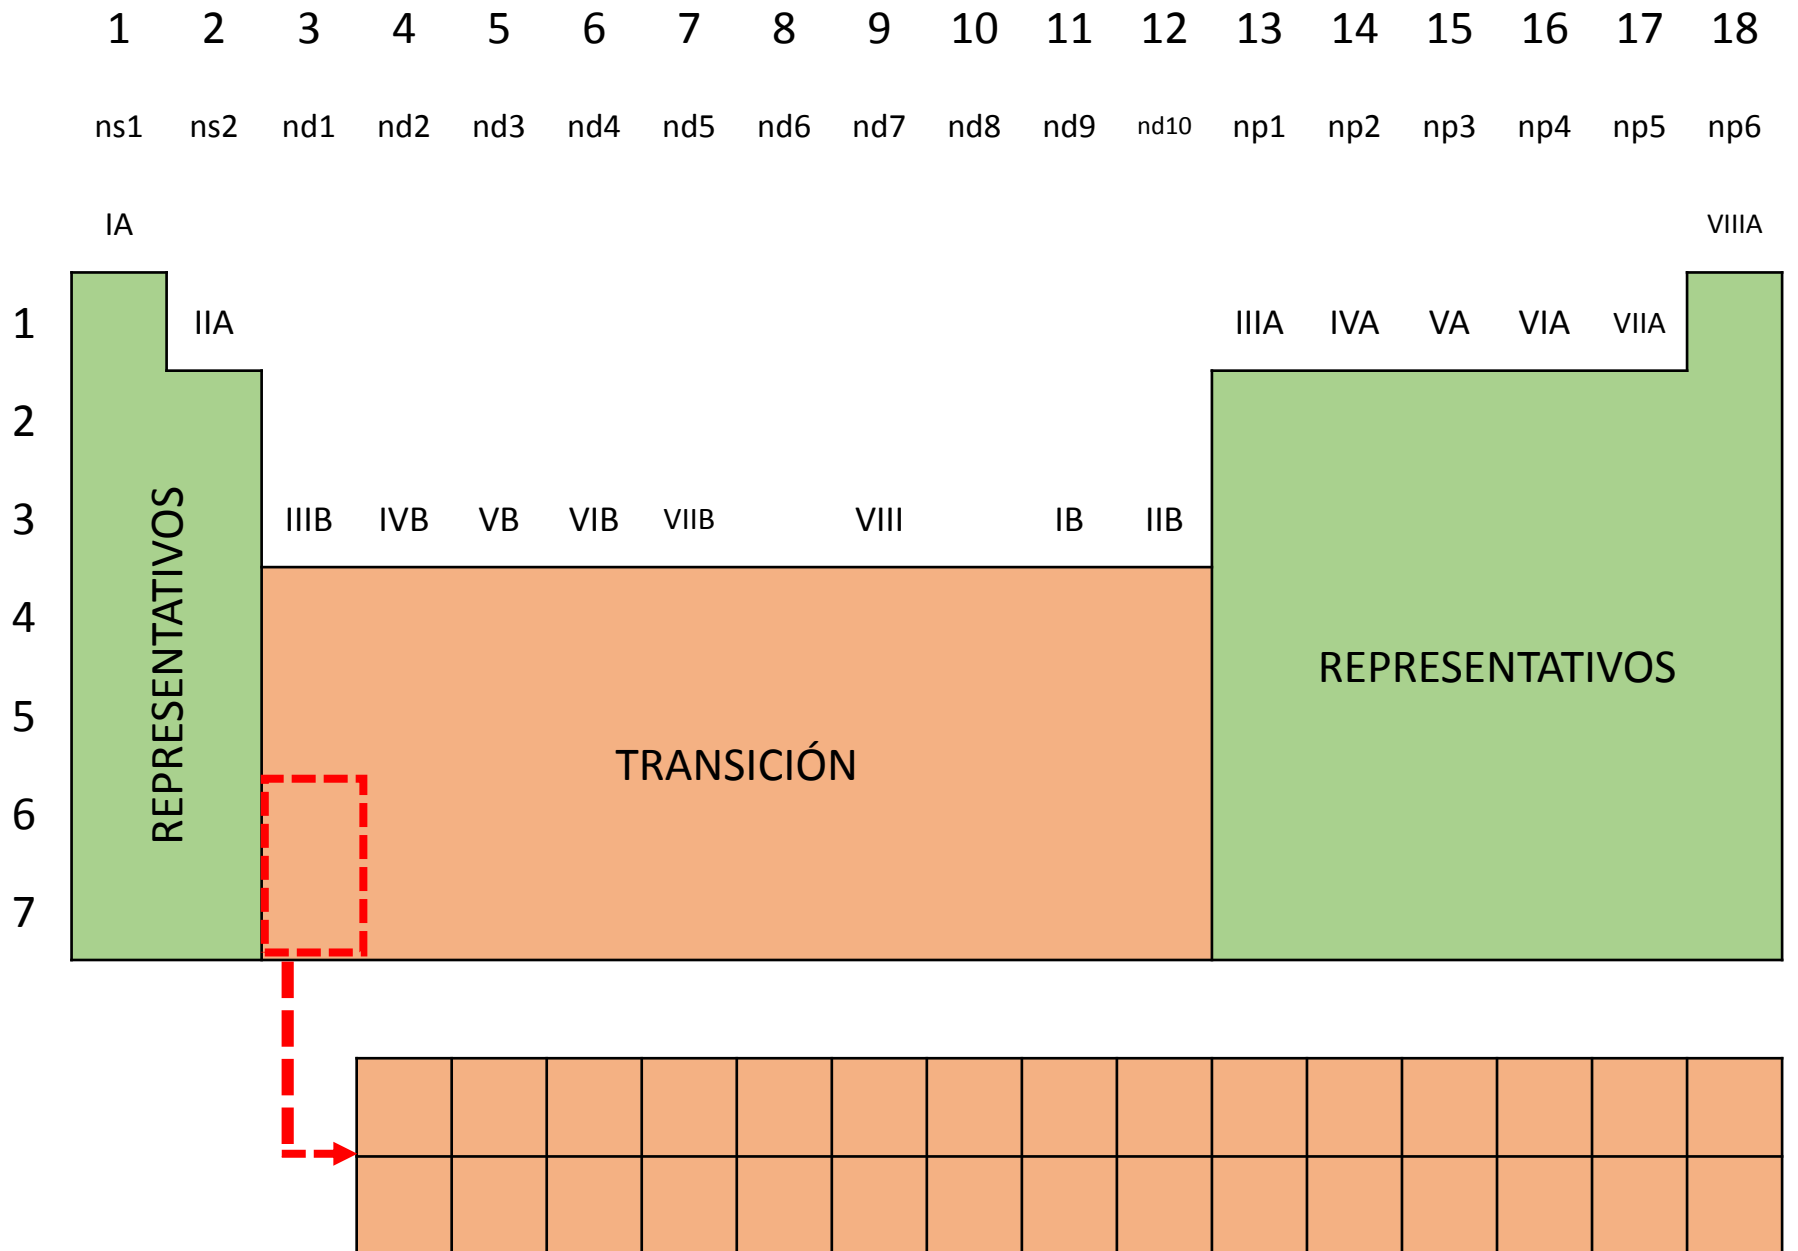 1 2 3 4 5 6 7 8 9 10 11 12 13 14 15 16 17 18
ns1 ns2 nd1 nd2 nd3 nd4 nd5 nd6 nd7 nd8 nd9 nd10 np1 np2 np3 np4 np5 np6
IA VIIIA
1 IIA IIIA IVA VA VIA VIIA
2
3 IIIB IVB VB VIB VIIB VIII IB IIB
4
REPRESENTATIVOS
REPRESENTATIVOS
5
TRANSICIÓN
6
7